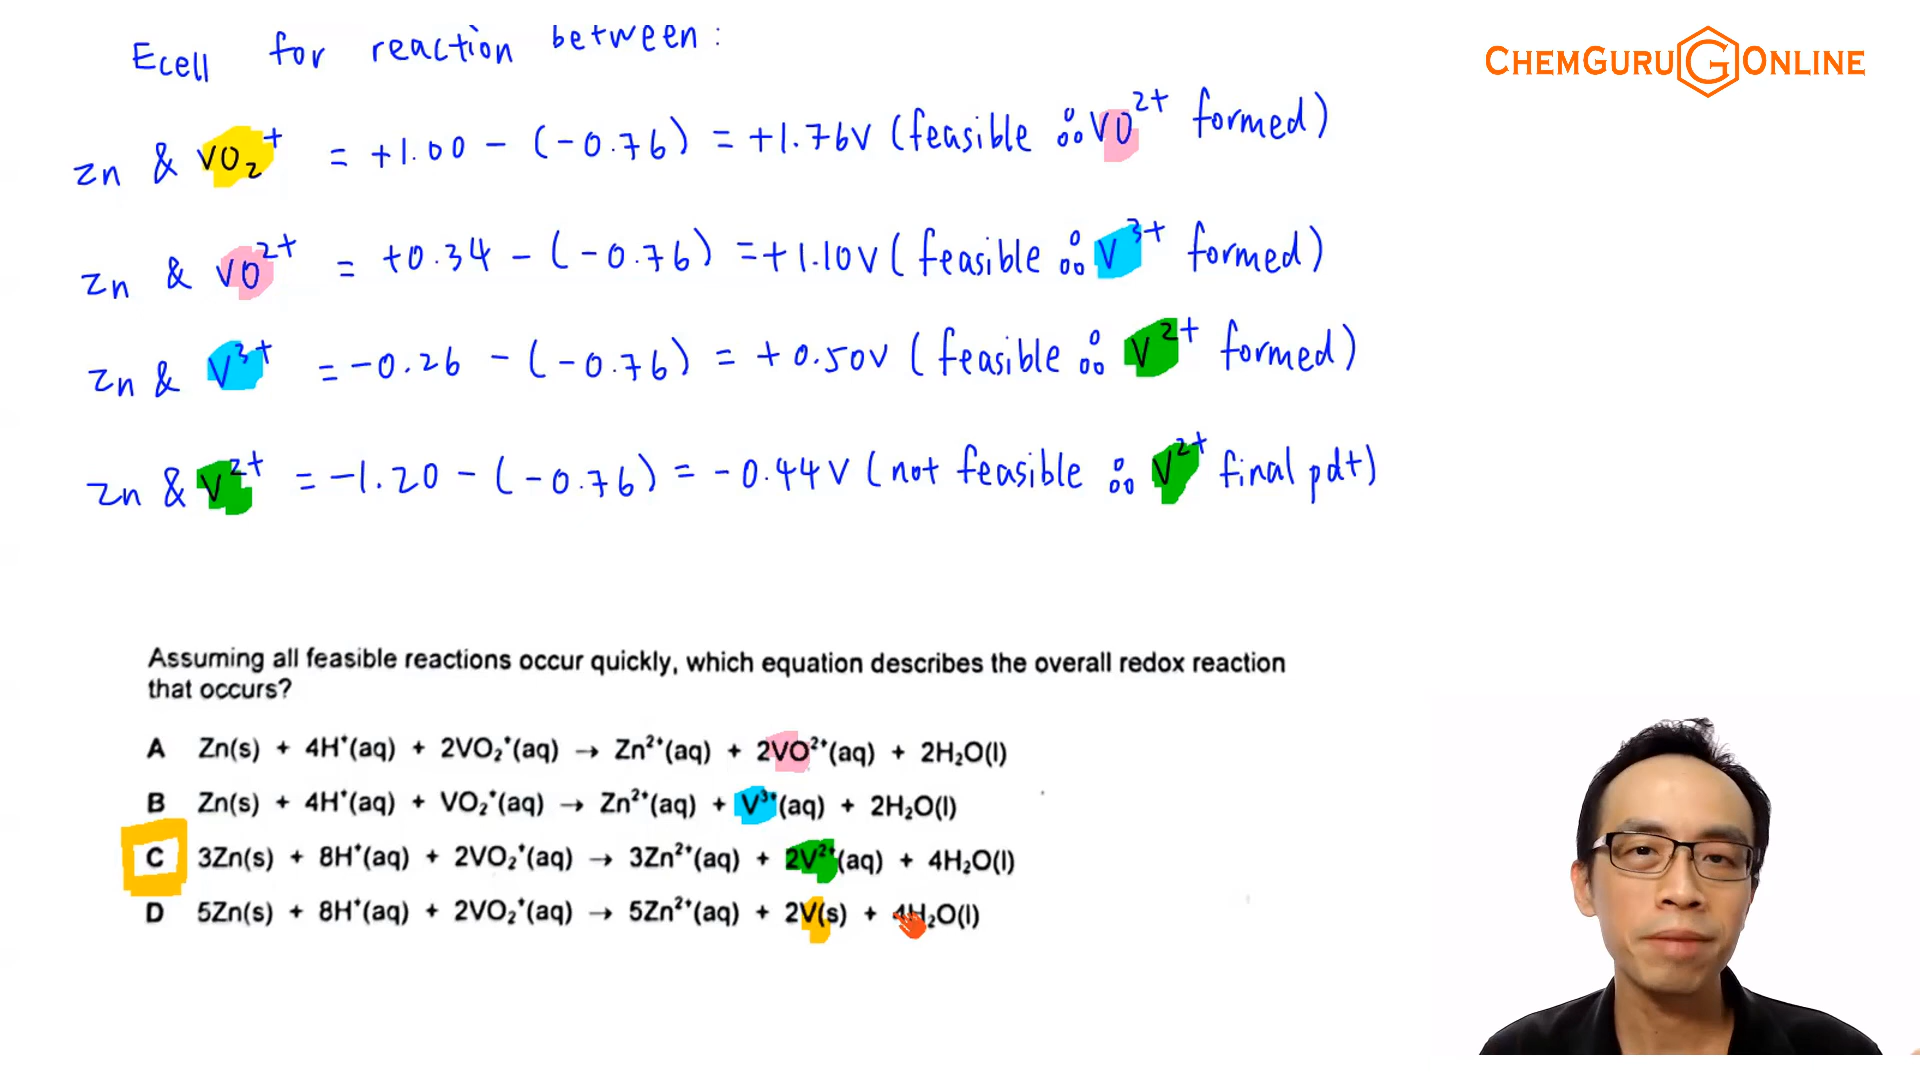 Ecell for reaction between :
CHEMGURU G ONLINE
Zn & VO₂⁺ = +1.00 - (-0.76) = +1.76V (feasible ∴ VO²⁺ formed)
Zn & VO²⁺ = +0.34 - (-0.76) = +1.10V (feasible ∴ V³⁺ formed)
Zn & V³⁺ = -0.26 - (-0.76) = +0.50V (feasible ∴ V²⁺ formed)
Zn & V²⁺ = -1.20 - (-0.76) = -0.44V (not feasible ∴ V²⁺ final pdt)
Assuming all feasible reactions occur quickly, which equation describes the overall redox reaction
that occurs?
A Zn(s) + 4H⁺(aq) + 2VO₂⁺(aq) → Zn²⁺(aq) + 2VO²⁺(aq) + 2H₂O(l)
B Zn(s) + 4H⁺(aq) + VO₂⁺(aq) → Zn²⁺(aq) + V³⁺(aq) + 2H₂O(l)
C 3Zn(s) + 8H⁺(aq) + 2VO₂⁺(aq) → 3Zn²⁺(aq) + 2V²⁺(aq) + 4H₂O(l)
D 5Zn(s) + 8H⁺(aq) + 2VO₂⁺(aq) → 5Zn²⁺(aq) + 2V(s) + 4H₂O(l)